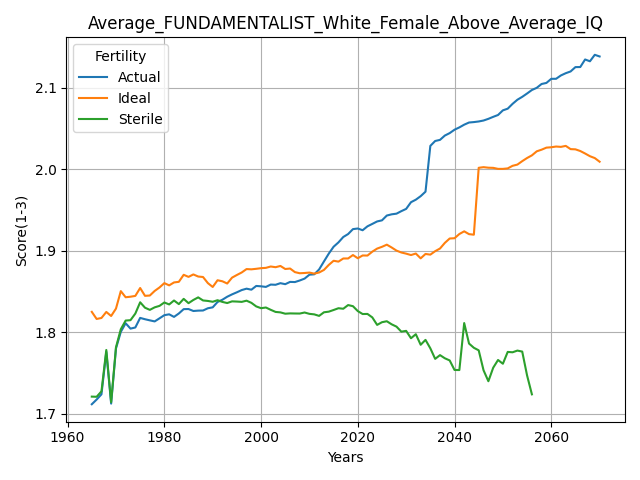 Average_FUNDAMENTALIST_White_Female_Above_Average_IQ
Fertility
Actual
Ideal
Sterile
Score(1-3)
2.1
2.0
1.9
1.8
1.7
1960
1980
2000
2020
2040
2060
Years